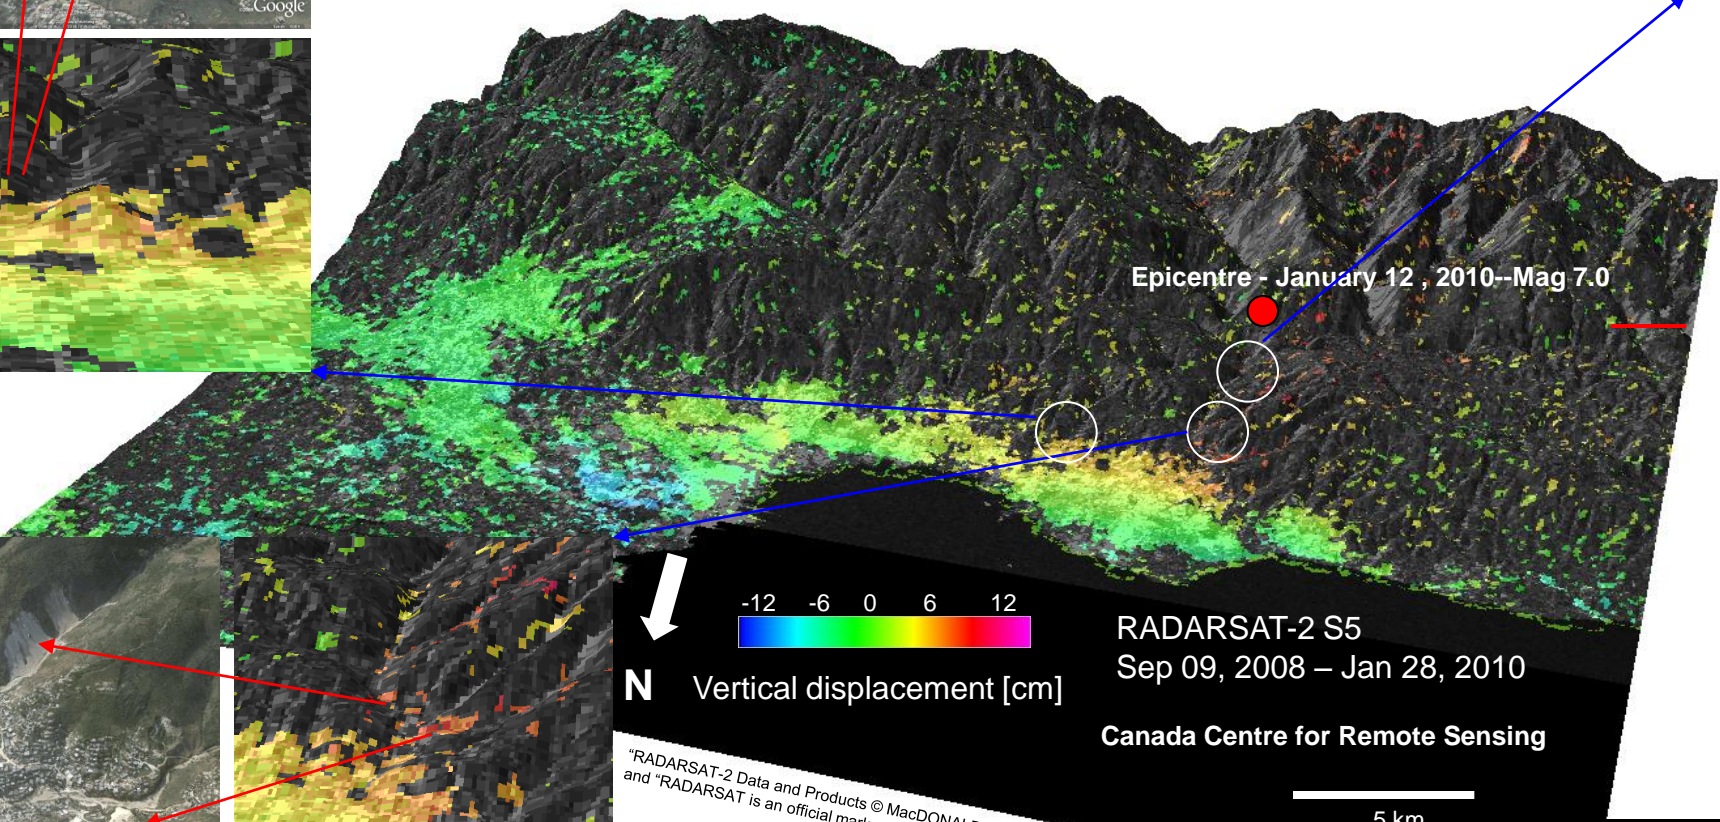 Google
Epicentre - January 12 , 2010--Mag 7.0
-12 -6 0 6 12
N Vertical displacement [cm]
RADARSAT-2 S5
Sep 09, 2008 – Jan 28, 2010
Canada Centre for Remote Sensing
"RADARSAT-2 Data and Products © MacDONALD
and "RADARSAT is an official mark
5 km